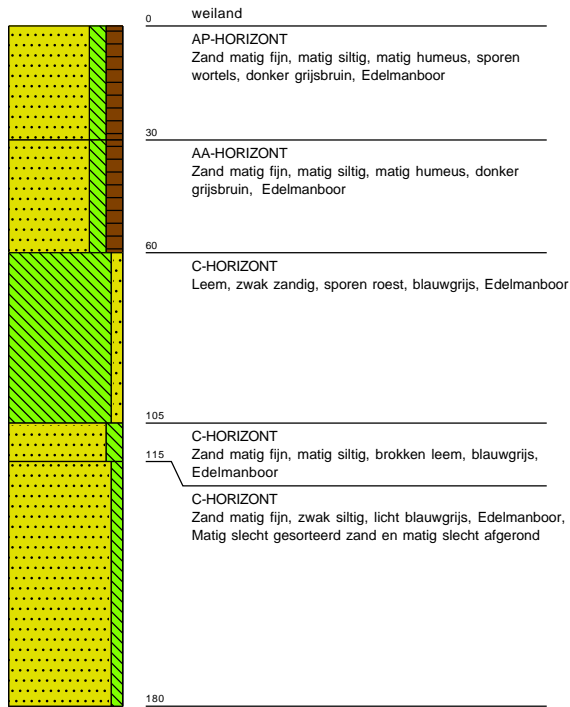 0
weiland
AP-HORIZONT
Zand matig fijn, matig siltig, matig humeus, sporen
wortels, donker grijsbruin, Edelmanboor
30
AA-HORIZONT
Zand matig fijn, matig siltig, matig humeus, donker
grijsbruin, Edelmanboor
60
C-HORIZONT
Leem, zwak zandig, sporen roest, blauwgrijs, Edelmanboor
105
C-HORIZONT
Zand matig fijn, matig siltig, brokken leem, blauwgrijs,
Edelmanboor
115
C-HORIZONT
Zand matig fijn, zwak siltig, licht blauwgrijs, Edelmanboor,
Matig slecht gesorteerd zand en matig slecht afgerond
180